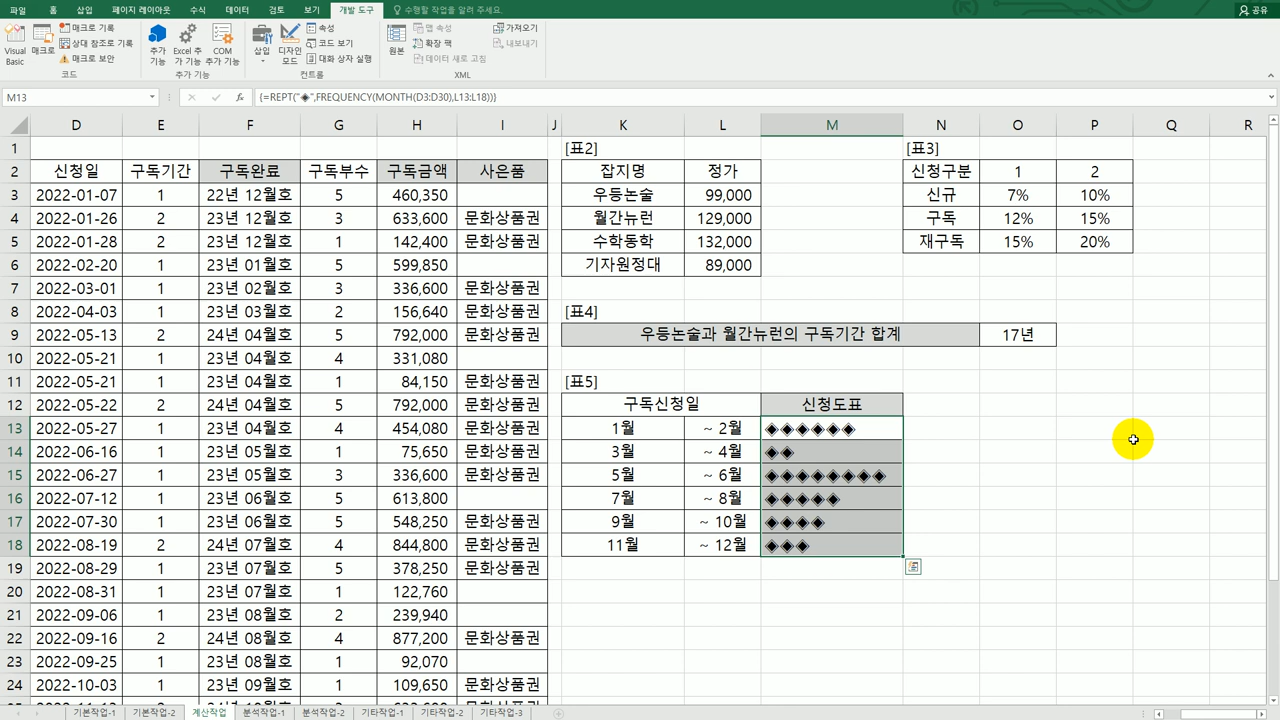 파일 홈 삽입 페이지 레이아웃 수식 데이터 검토 보기 개발 도구 수행할 작업을 알려 주세요. 공유
Visual Basic 매크로 매크로 기록 상대 참조로 기록 매크로 보안 추가 기능 Excel 추가 기능 COM 추가 기능 삽입 디자인 모드 속성 코드 보기 대화 상자 실행 원본 맵 속성 확장 팩 데이터 새로 고침 가져오기 내보내기
코드 추가 기능 컨트롤 XML
M13 fx {=REPT("◈",FREQUENCY(MONTH(D3:D30),L13:L18))}
D E F G H I J K L M N O P Q R
1 [표2] [표3]
2 신청일 구독기간 구독완료 구독부수 구독금액 사은품 잡지명 정가 신청구분 1 2
3 2022-01-07 1 22년 12월호 5 460,350 우등논술 99,000 신규 7% 10%
4 2022-01-26 2 23년 12월호 3 633,600 문화상품권 월간뉴런 129,000 구독 12% 15%
5 2022-01-28 2 23년 12월호 1 142,400 문화상품권 수학동학 132,000 재구독 15% 20%
6 2022-02-20 1 23년 01월호 5 599,850 기자원정대 89,000
7 2022-03-01 1 23년 02월호 3 336,600 문화상품권
8 2022-04-03 1 23년 03월호 2 156,640 문화상품권 [표4]
9 2022-05-13 2 24년 04월호 5 792,000 문화상품권 우등논술과 월간뉴런의 구독기간 합계 17년
10 2022-05-21 1 23년 04월호 4 331,080
11 2022-05-21 1 23년 04월호 1 84,150 문화상품권 [표5]
12 2022-05-22 2 24년 04월호 5 792,000 문화상품권 구독신청일 신청도표
13 2022-05-27 1 23년 04월호 4 454,080 문화상품권 1월 ~ 2월 ◈◈◈◈◈◈
14 2022-06-16 1 23년 05월호 1 75,650 문화상품권 3월 ~ 4월 ◈◈
15 2022-06-27 1 23년 05월호 3 336,600 문화상품권 5월 ~ 6월 ◈◈◈◈◈◈◈◈
16 2022-07-12 1 23년 06월호 5 613,800 7월 ~ 8월 ◈◈◈◈◈
17 2022-07-30 1 23년 06월호 5 548,250 문화상품권 9월 ~ 10월 ◈◈◈◈
18 2022-08-19 2 24년 07월호 4 844,800 문화상품권 11월 ~ 12월 ◈◈◈
19 2022-08-29 1 23년 07월호 5 378,250 문화상품권
20 2022-08-31 1 23년 07월호 1 122,760
21 2022-09-06 1 23년 08월호 2 239,940
22 2022-09-16 2 24년 08월호 4 877,200 문화상품권
23 2022-09-25 1 23년 08월호 1 92,070
24 2022-10-03 1 23년 09월호 1 109,650 문화상품권
기본작업-1 기본작업-2 계산작업 분석작업-1 분석작업-2 기타작업-1 기타작업-2 기타작업-3